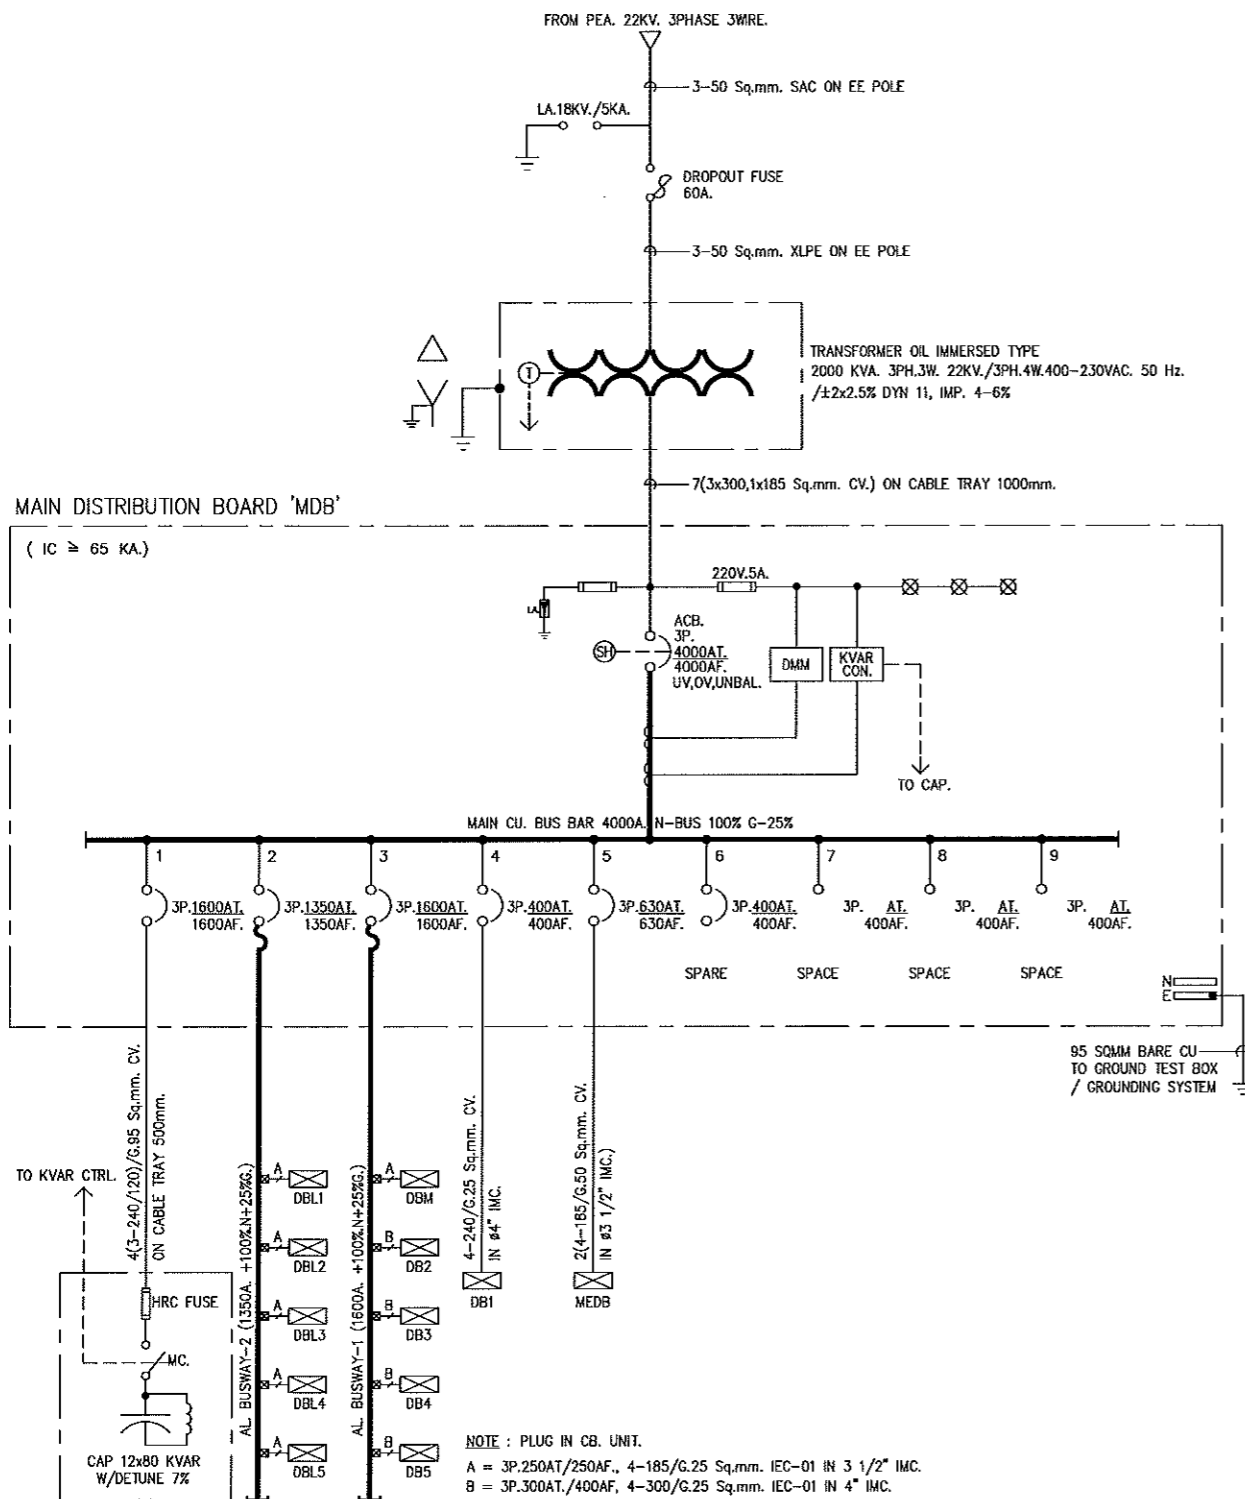 FROM PEA. 22KV. 3PHASE 3WIRE.
3-50 Sq.mm. SAC ON EE POLE
LA.18KV./5KA.
DROPOUT FUSE
60A.
3-50 Sq.mm. XLPE ON EE POLE
T
TRANSFORMER OIL IMMERSED TYPE
2000 KVA. 3PH.3W. 22KV./3PH.4W.400-230VAC. 50 Hz.
/±2x2.5% DYN 11, IMP. 4-6%
7(3x300,1x185 Sq.mm. CV.) ON CABLE TRAY 1000mm.
MAIN DISTRIBUTION BOARD 'MDB'
( IC ≥ 65 KA.)
220V.5A.
LA
ACB.
3P.
4000AT.
4000AF.
UV,OV,UNBAL.
SH
DMM
KVAR
CON.
TO CAP.
MAIN CU. BUS BAR 4000A. N-BUS 100% G-25%
1 2 3 4 5 6 7 8 9
3P.1600AT.
1600AF.
3P.1350AT.
1350AF.
3P.1600AT.
1600AF.
3P.400AT.
400AF.
3P.630AT.
630AF.
3P.400AT.
400AF.
3P. AT.
400AF.
3P. AT.
400AF.
3P. AT.
400AF.
SPARE SPACE SPACE SPACE
N
E
95 SQMM BARE CU
TO GROUND TEST BOX
/ GROUNDING SYSTEM
4(3-240/120)/G.95 Sq.mm. CV.
ON CABLE TRAY 500mm.
TO KVAR CTRL.
HRC FUSE
MC.
CAP 12x80 KVAR
W/DETUNE 7%
AL. BUSWAY-2 (1350A. +100%N+25%G.)
A
DBL1
A
DBL2
A
DBL3
A
DBL4
A
DBL5
AL. BUSWAY-1 (1600A. +100%N+25%G.)
A
DBM
B
DB2
B
DB3
B
DB4
B
DB5
4-240/G.25 Sq.mm. CV.
IN ø4" IMC.
DB1
2(4-185/G.50 Sq.mm. CV.
IN ø3 1/2" IMC.)
MEDB
NOTE : PLUG IN CB. UNIT.
A = 3P.250AT/250AF., 4-185/G.25 Sq.mm. IEC-01 IN 3 1/2" IMC.
B = 3P.300AT./400AF, 4-300/G.25 Sq.mm. IEC-01 IN 4" IMC.